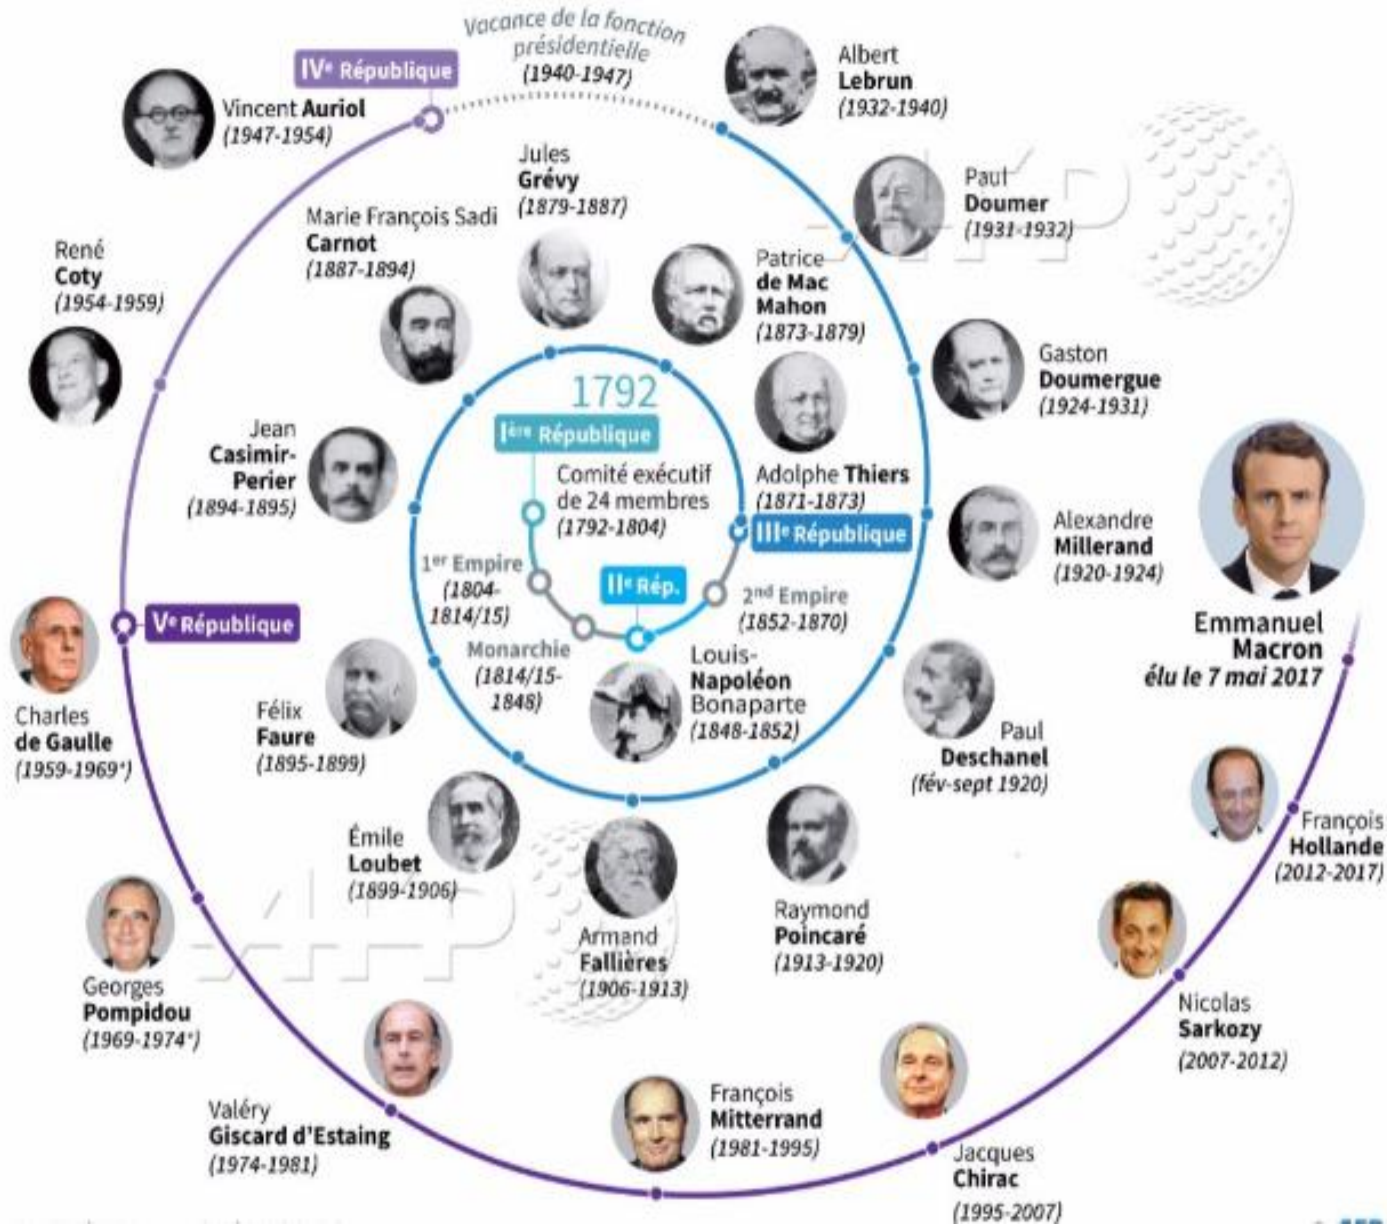 1792
Ière République
Comité exécutif
de 24 membres
(1792-1804)
1er Empire
(1804-
1814/15)
Monarchie
(1814/15-
1848)
IIe Rép.
Louis-
Napoléon
Bonaparte
(1848-1852)
2nd Empire
(1852-1870)
IIIe République
Adolphe Thiers
(1871-1873)
Patrice
de Mac
Mahon
(1873-1879)
Jules
Grévy
(1879-1887)
Marie François Sadi
Carnot
(1887-1894)
Jean
Casimir-
Perier
(1894-1895)
Félix
Faure
(1895-1899)
Émile
Loubet
(1899-1906)
Armand
Fallières
(1906-1913)
Raymond
Poincaré
(1913-1920)
Paul
Deschanel
(fév-sept 1920)
Alexandre
Millerand
(1920-1924)
Gaston
Doumergue
(1924-1931)
Paul
Doumer
(1931-1932)
Albert
Lebrun
(1932-1940)
Vacance de la fonction
présidentielle
(1940-1947)
IVe République
Vincent Auriol
(1947-1954)
René
Coty
(1954-1959)
Ve République
Charles
de Gaulle
(1959-1969*)
Georges
Pompidou
(1969-1974*)
Valéry
Giscard d'Estaing
(1974-1981)
François
Mitterrand
(1981-1995)
Jacques
Chirac
(1995-2007)
Nicolas
Sarkozy
(2007-2012)
François
Hollande
(2012-2017)
Emmanuel
Macron
élu le 7 mai 2017
AFP
AFP